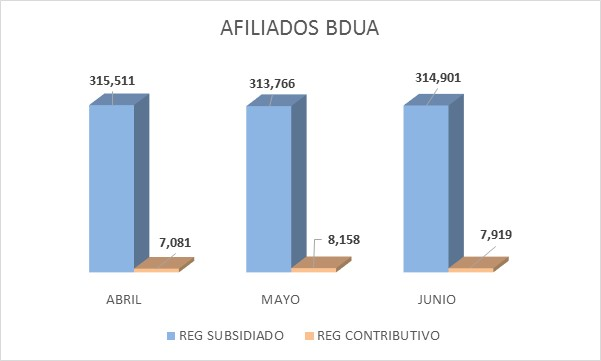 AFILIADOS BDUA
315,511
313,766
314,901
7,081
8,158
7,919
ABRIL
MAYO
JUNIO
REG SUBSIDIADO
REG CONTRIBUTIVO